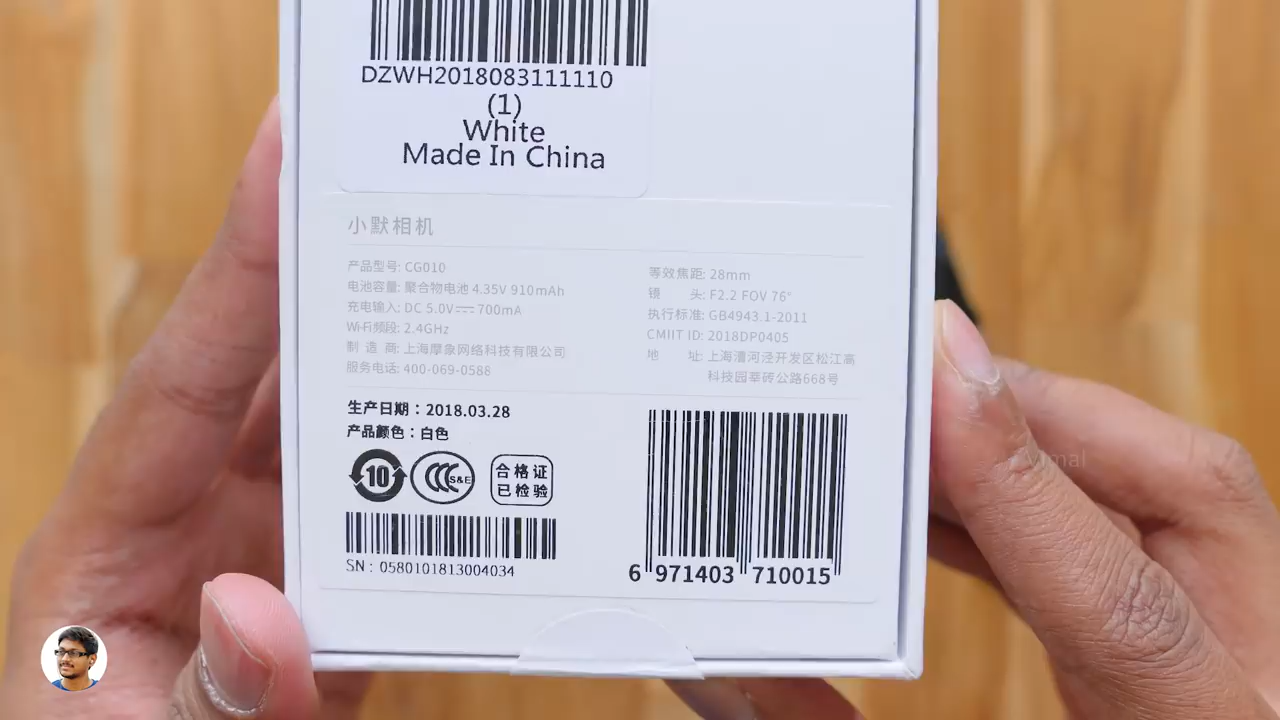 DZWH2018083111110
(1)
White
Made In China
小默相机
产品型号: CG010
电池容量: 聚合物电池 4.35V 910mAh
充电输入: DC 5.0V⎓700mA
Wi-Fi频段: 2.4GHz
制 造 商: 上海摩象网络科技有限公司
服务电话: 400-069-0588
等效焦距: 28mm
镜 头: F2.2 FOV 76°
执行标准: GB4943.1-2011
CMIIT ID: 2018DP0405
地 址: 上海漕河泾开发区松江高
科技园莘砖公路668号
生产日期：2018.03.28
产品颜色：白色
10
CCC S&E
合格证
已检验
SN : 0580101813004034
6 971403 710015